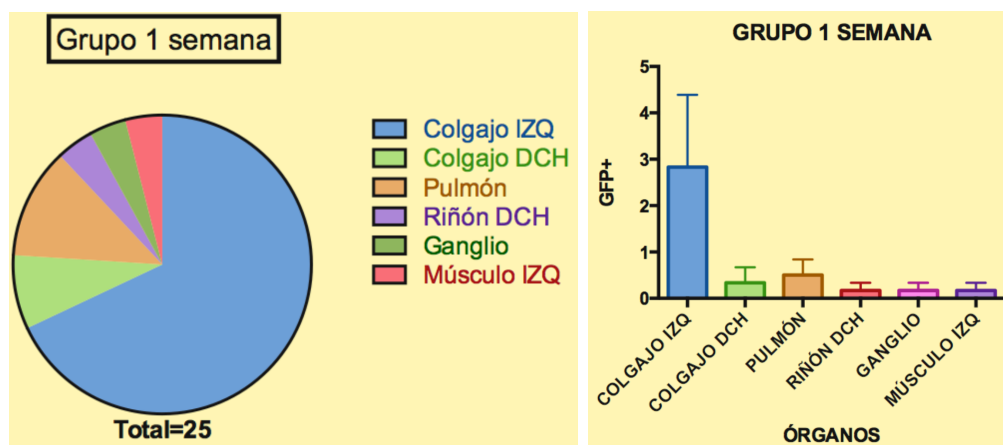 Grupo 1 semana
Colgajo IZQ
Colgajo DCH
Pulmón
Riñón DCH
Ganglio
Músculo IZQ
Total=25
GRUPO 1 SEMANA
GFP+
5
4
3
2
1
0
COLGAJO IZQ
COLGAJO DCH
PULMÓN
RIÑÓN DCH
GANGLIO
MÚSCULO IZQ
ÓRGANOS